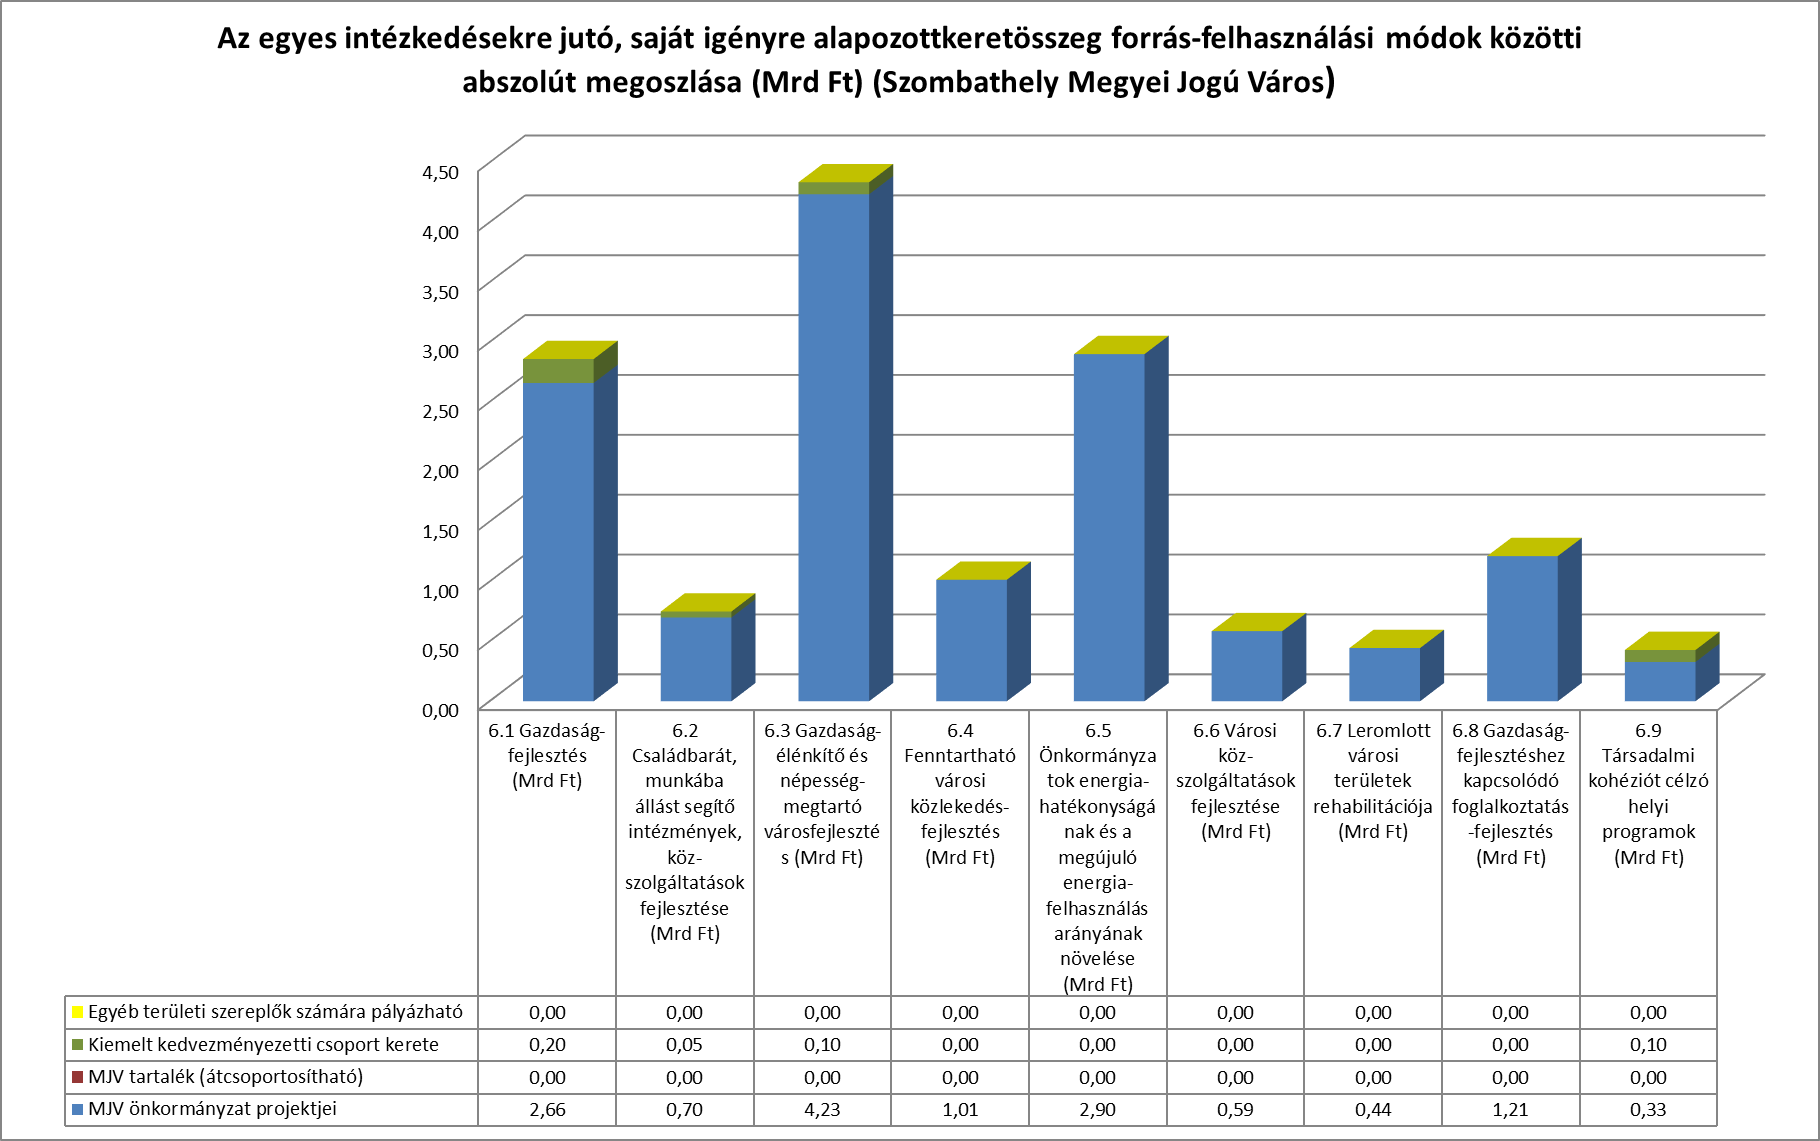 Az egyes intézkedésekre jutó, saját igényre alapozottkeretösszeg forrás-felhasználási módok közötti
abszolút megoszlása (Mrd Ft) (Szombathely Megyei Jogú Város)
4,50
4,00
3,50
3,00
2,50
2,00
1,50
1,00
0,50
0,00
6.1 Gazdaság-
fejlesztés
(Mrd Ft)
6.2
Családbarát,
munkába
állást segítő
intézmények,
köz-
szolgáltatások
fejlesztése
(Mrd Ft)
6.3 Gazdaság-
élénkítő és
népesség-
megtartó
városfejleszté
s (Mrd Ft)
6.4
Fenntartható
városi
közlekedés-
fejlesztés
(Mrd Ft)
6.5
Önkormányza
tok energia-
hatékonyságá
nak és a
megújuló
energia-
felhasználás
arányának
növelése
(Mrd Ft)
6.6 Városi
köz-
szolgáltatások
fejlesztése
(Mrd Ft)
6.7 Leromlott
városi
területek
rehabilitációja
(Mrd Ft)
6.8 Gazdaság-
fejlesztéshez
kapcsolódó
foglalkoztatás
-fejlesztés
(Mrd Ft)
6.9
Társadalmi
kohéziót célzó
helyi
programok
(Mrd Ft)
Egyéb területi szereplők számára pályázható 0,00 0,00 0,00 0,00 0,00 0,00 0,00 0,00 0,00
Kiemelt kedvezményezetti csoport kerete 0,20 0,05 0,10 0,00 0,00 0,00 0,00 0,00 0,10
MJV tartalék (átcsoportosítható) 0,00 0,00 0,00 0,00 0,00 0,00 0,00 0,00 0,00
MJV önkormányzat projektjei 2,66 0,70 4,23 1,01 2,90 0,59 0,44 1,21 0,33